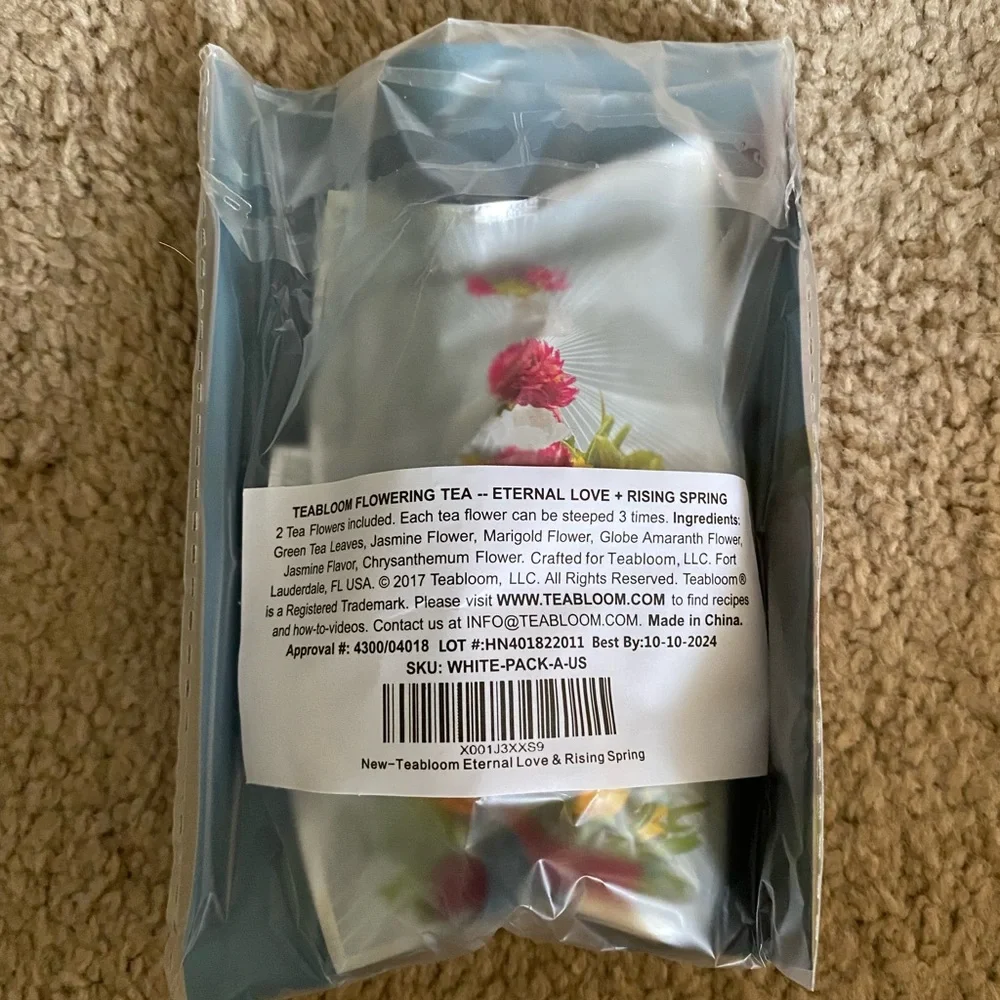 TEABLOOM FLOWERING TEA -- ETERNAL LOVE + RISING SPRING
2 Tea Flowers included. Each tea flower can be steeped 3 times. Ingredients:
Green Tea Leaves, Jasmine Flower, Marigold Flower, Globe Amaranth Flower,
Jasmine Flavor, Chrysanthemum Flower. Crafted for Teabloom, LLC. Fort
Lauderdale, FL USA. © 2017 Teabloom, LLC. All Rights Reserved. Teabloom®
is a Registered Trademark. Please visit WWW.TEABLOOM.COM to find recipes
and how-to-videos. Contact us at INFO@TEABLOOM.COM. Made in China.
Approval #: 4300/04018 LOT #:HN401822011 Best By:10-10-2024
SKU: WHITE-PACK-A-US
X001J3XXS9
New-Teabloom Eternal Love & Rising Spring